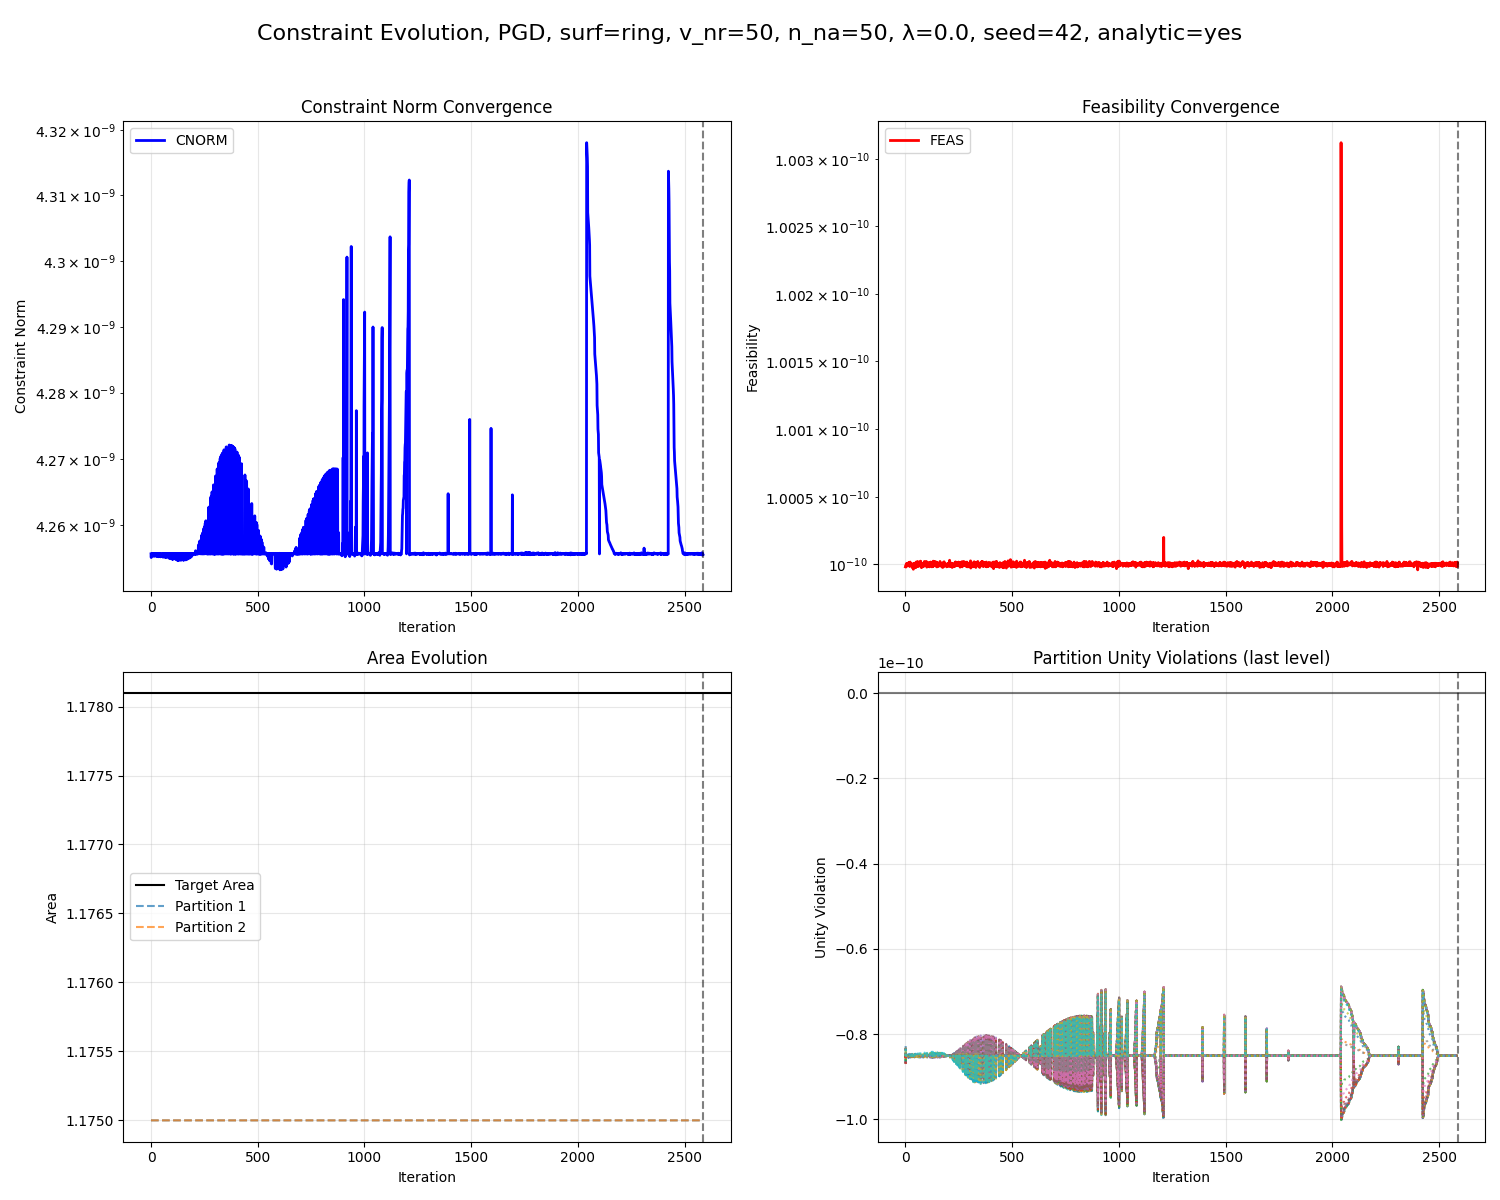 Constraint Evolution, PGD, surf=ring, v_nr=50, n_na=50, λ=0.0, seed=42, analytic=yes
Constraint Norm Convergence
CNORM
4.32 × 10⁻⁹
4.31 × 10⁻⁹
4.3 × 10⁻⁹
4.29 × 10⁻⁹
4.28 × 10⁻⁹
4.27 × 10⁻⁹
4.26 × 10⁻⁹
Constraint Norm
0 500 1000 1500 2000 2500
Iteration
Feasibility Convergence
FEAS
1.003 × 10⁻¹⁰
1.0025 × 10⁻¹⁰
1.002 × 10⁻¹⁰
1.0015 × 10⁻¹⁰
1.001 × 10⁻¹⁰
1.0005 × 10⁻¹⁰
10⁻¹⁰
Feasibility
0 500 1000 1500 2000 2500
Iteration
Area Evolution
1.1780
1.1775
1.1770
1.1765
1.1760
1.1755
1.1750
Area
Target Area
Partition 1
Partition 2
0 500 1000 1500 2000 2500
Iteration
Partition Unity Violations (last level)
1e−10
0.0
−0.2
−0.4
−0.6
−0.8
−1.0
Unity Violation
0 500 1000 1500 2000 2500
Iteration